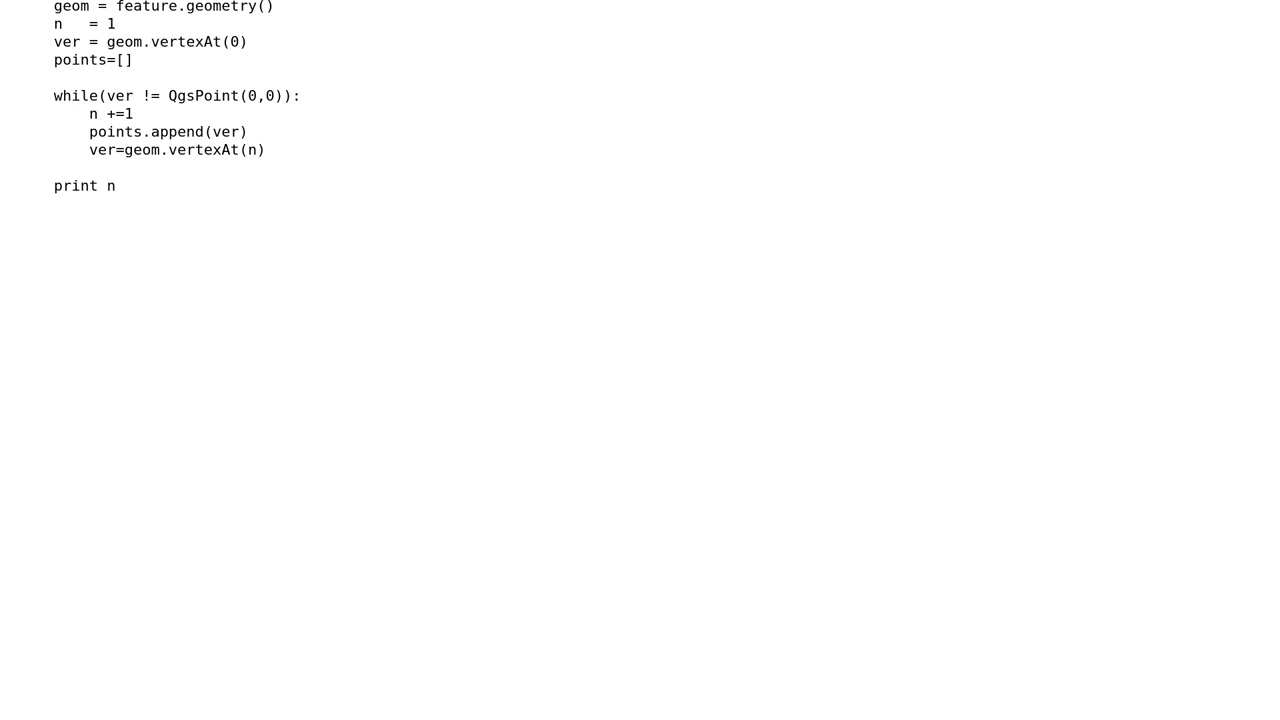 geom = feature.geometry()
n   = 1
ver = geom.vertexAt(0)
points=[]

while(ver != QgsPoint(0,0)):
    n +=1
    points.append(ver)
    ver=geom.vertexAt(n)

print n